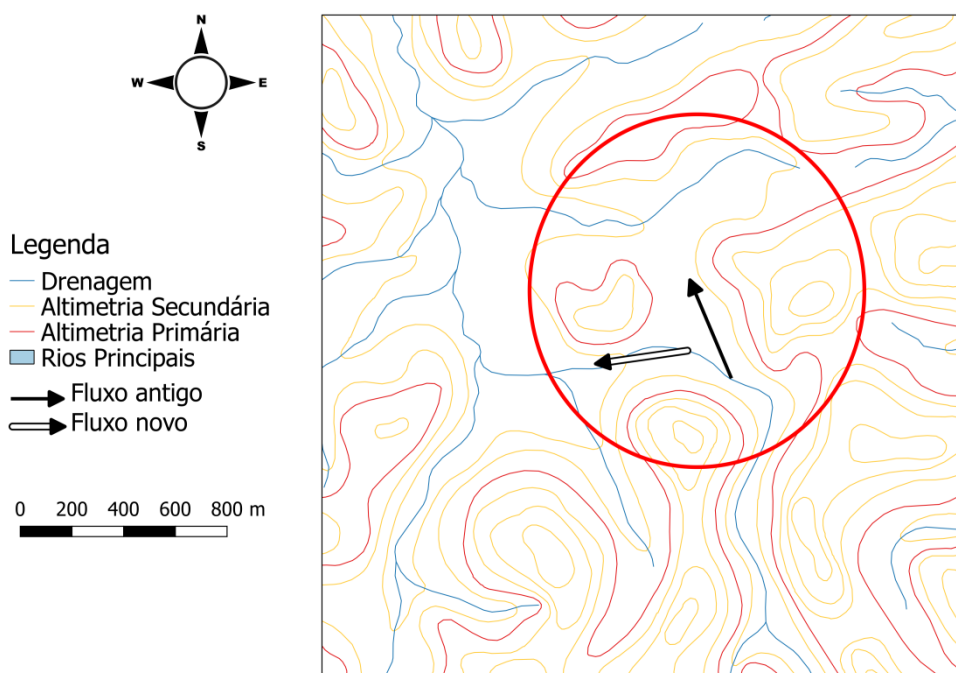 N
W E
S
Legenda
Drenagem
Altimetria Secundária
Altimetria Primária
Rios Principais
Fluxo antigo
Fluxo novo
0 200 400 600 800 m